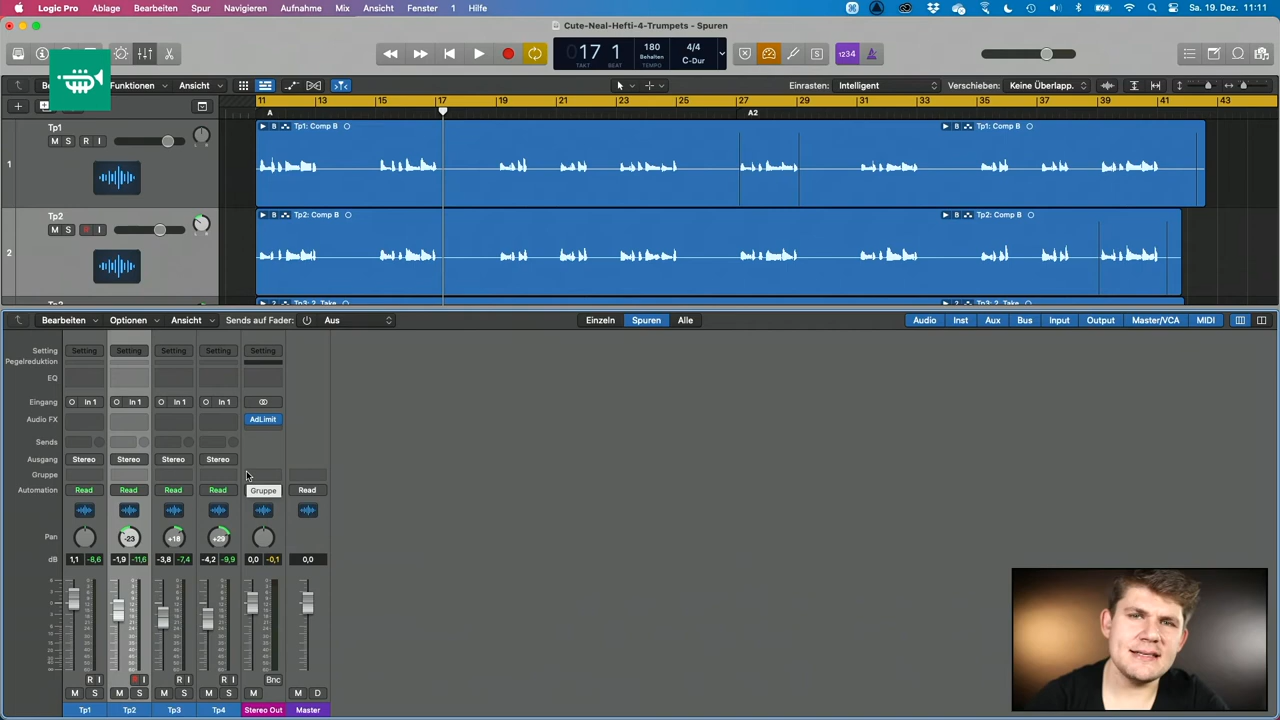 Logic Pro Ablage Bearbeiten Spur Navigieren Aufnahme Mix Ansicht Fenster 1 Hilfe Sa. 19. Dez. 11:11
Cute-Neal-Hefti-4-Trumpets - Spuren
17 1
TAKT BEAT
180
Behalten
TEMPO
4/4
C-Dur
S
1234
Be Funktionen Ansicht Einrasten: Intelligent Verschieben: Keine Überlapp.
11 13 15 17 19 21 23 25 27 29 31 33 35 37 39 41 43
A A2
1 Tp1
M S R I
B Tp1: Comp B B Tp1: Comp B
2 Tp2
M S R I
B Tp2: Comp B B Tp2: Comp B
2 Tp3: 2. Take 2 Tp3: 2. Take
Bearbeiten Optionen Ansicht Sends auf Fader: Aus Einzeln Spuren Alle Audio Inst Aux Bus Input Output Master/VCA MIDI
Setting Setting Setting Setting Setting Setting
Pegelreduktion
EQ
Eingang In 1 In 1 In 1 In 1
Audio FX AdLimit
Sends
Ausgang Stereo Stereo Stereo Stereo
Gruppe
Automation Read Read Read Read Gruppe Read
Pan -23 +18 +29
dB 1,1 -8,6 -1,9 -11,6 -3,8 -7,4 -4,2 -9,9 0,0 -0,1 0,0
R I R I R I R I Bnc
M S M S M S M S M M D
Tp1 Tp2 Tp3 Tp4 Stereo Out Master